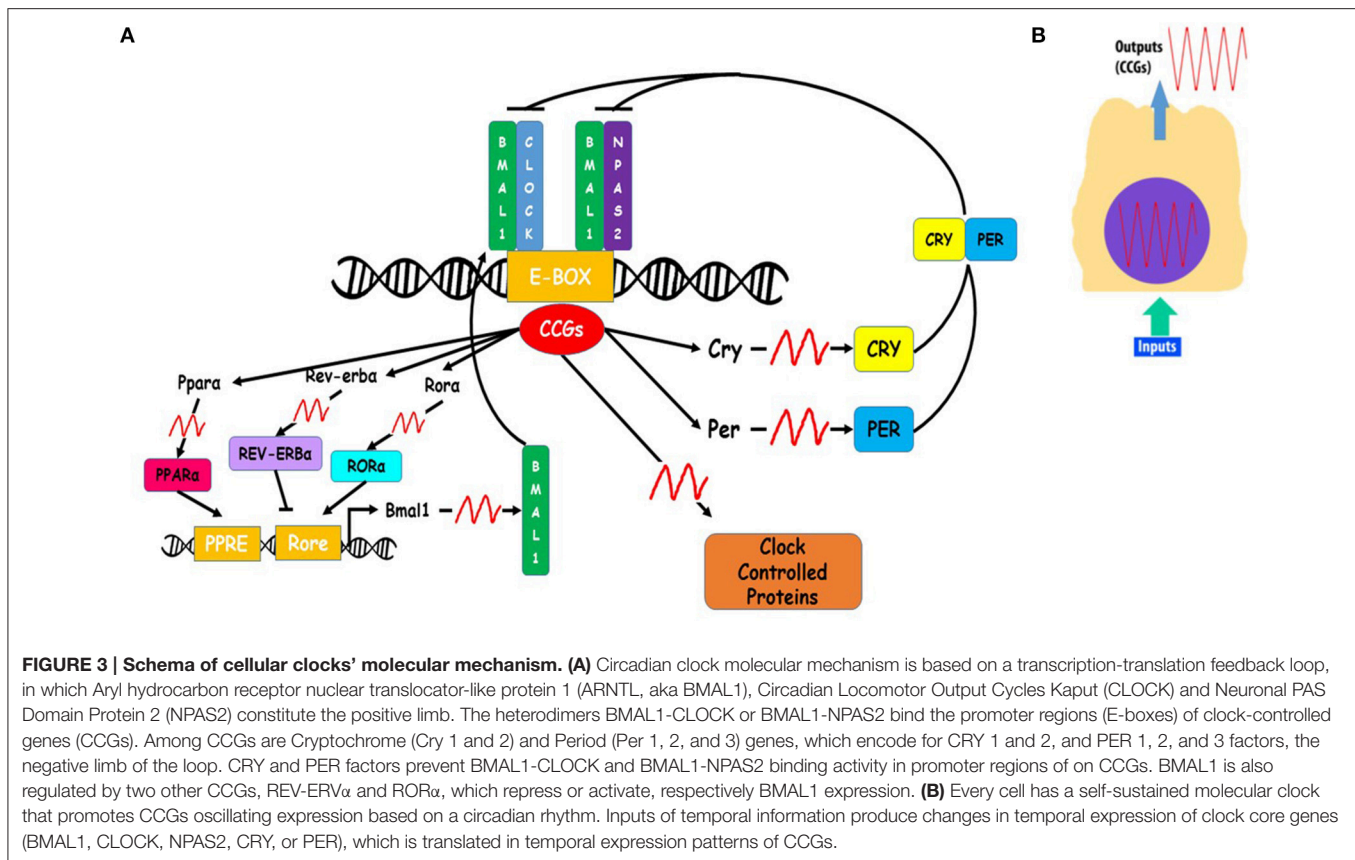 A
B
Outputs
(CCGs)
BMAL1
CLOCK
BMAL1
NPAS2
CRY
PER
E-BOX
CCGs
Inputs
Cry
CRY
Pparα
Rev-erbα
Rorα
Per
PER
PPARα
REV-ERBα
RORα
BMAL1
Bmal1
PPRE
Rore
Clock
Controlled
Proteins
FIGURE 3 | Schema of cellular clocks' molecular mechanism. (A) Circadian clock molecular mechanism is based on a transcription-translation feedback loop,
in which Aryl hydrocarbon receptor nuclear translocator-like protein 1 (ARNTL, aka BMAL1), Circadian Locomotor Output Cycles Kaput (CLOCK) and Neuronal PAS
Domain Protein 2 (NPAS2) constitute the positive limb. The heterodimers BMAL1-CLOCK or BMAL1-NPAS2 bind the promoter regions (E-boxes) of clock-controlled
genes (CCGs). Among CCGs are Cryptochrome (Cry 1 and 2) and Period (Per 1, 2, and 3) genes, which encode for CRY 1 and 2, and PER 1, 2, and 3 factors, the
negative limb of the loop. CRY and PER factors prevent BMAL1-CLOCK and BMAL1-NPAS2 binding activity in promoter regions of on CCGs. BMAL1 is also
regulated by two other CCGs, REV-ERVα and RORα, which repress or activate, respectively BMAL1 expression. (B) Every cell has a self-sustained molecular clock
that promotes CCGs oscillating expression based on a circadian rhythm. Inputs of temporal information produce changes in temporal expression of clock core genes
(BMAL1, CLOCK, NPAS2, CRY, or PER), which is translated in temporal expression patterns of CCGs.